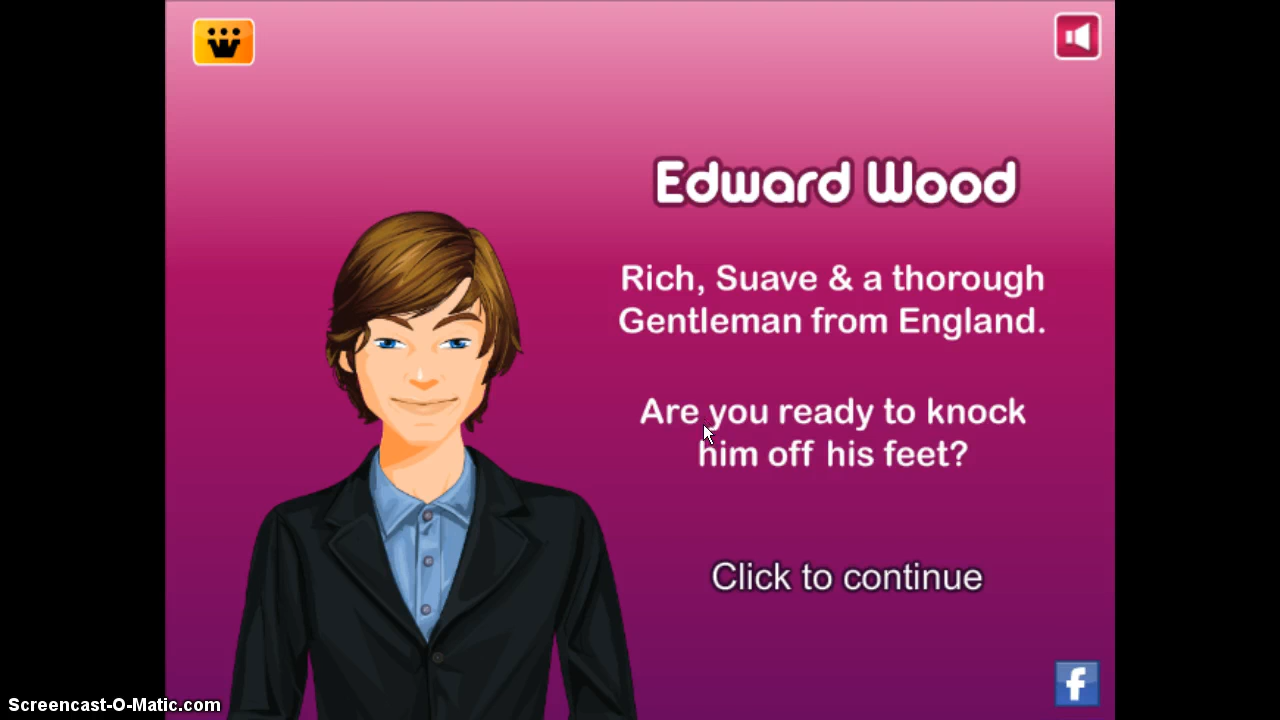 Edward Wood
Rich, Suave & a thorough
Gentleman from England.
Are you ready to knock
him off his feet?
Click to continue
f
Screencast-O-Matic.com